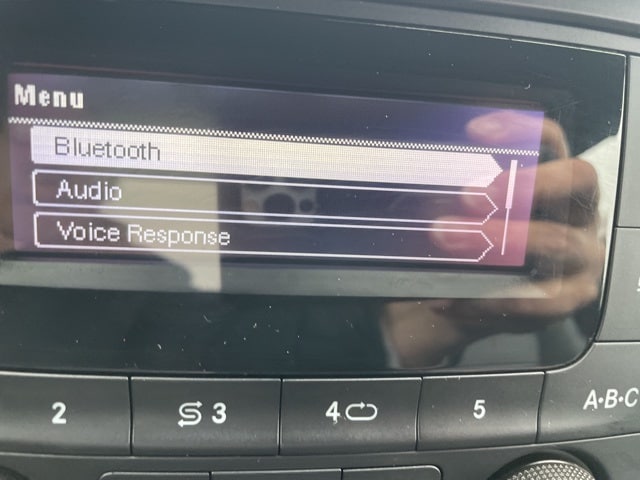 Menu
Bluetooth
Audio
Voice Response
2 3 4 5 A·B·C